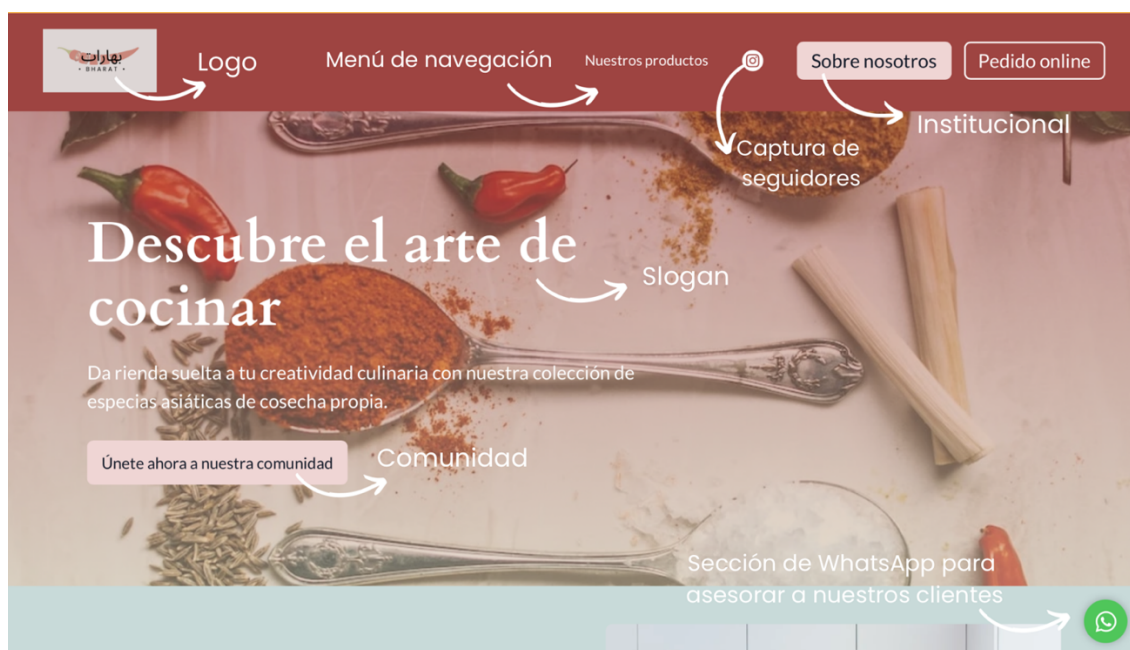 بهارات
• BHARAT •
Logo
Menú de navegación
Nuestros productos
Sobre nosotros
Pedido online
Institucional
Captura de
seguidores
Descubre el arte de
cocinar
Slogan
Da rienda suelta a tu creatividad culinaria con nuestra colección de
especias asiáticas de cosecha propia.
Únete ahora a nuestra comunidad
Comunidad
Sección de WhatsApp para
asesorar a nuestros clientes